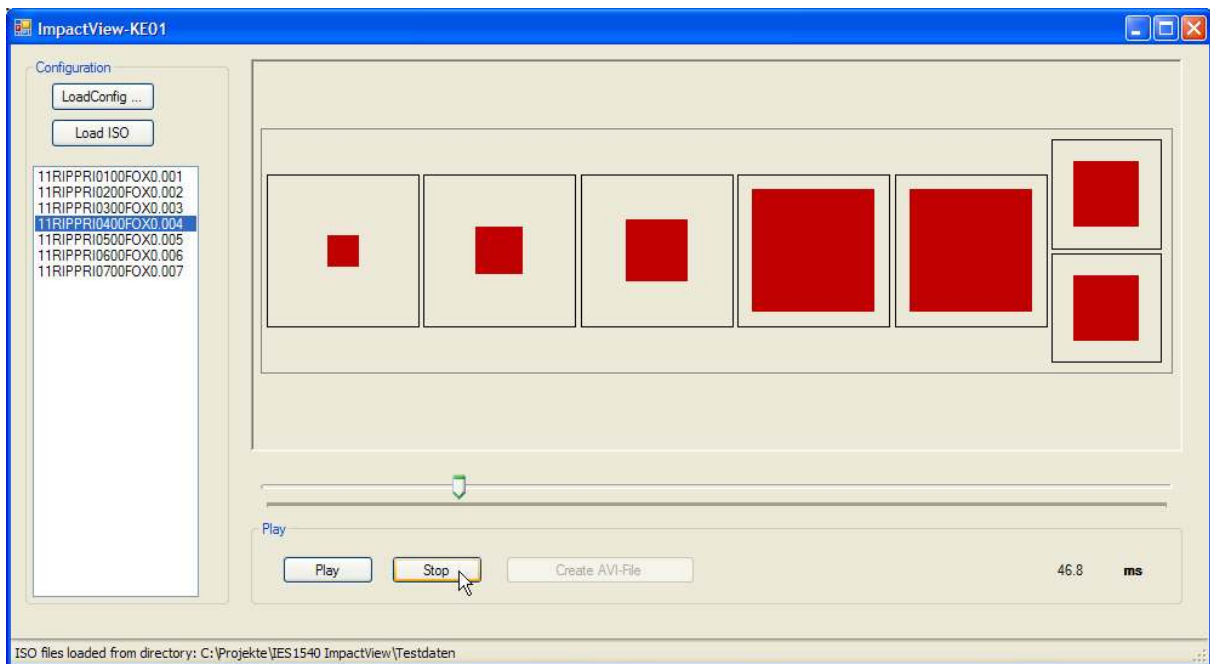 ImpactView-KE01
Configuration
LoadConfig ...
Load ISO
11RIPPRI0100FOX0.001
11RIPPRI0200FOX0.002
11RIPPRI0300FOX0.003
11RIPPRI0400FOX0.004
11RIPPRI0500FOX0.005
11RIPPRI0600FOX0.006
11RIPPRI0700FOX0.007
Play
Play
Stop
Create AVI-File
46.8 ms
ISO files loaded from directory: C:\Projekte\IES1540 ImpactView\Testdaten